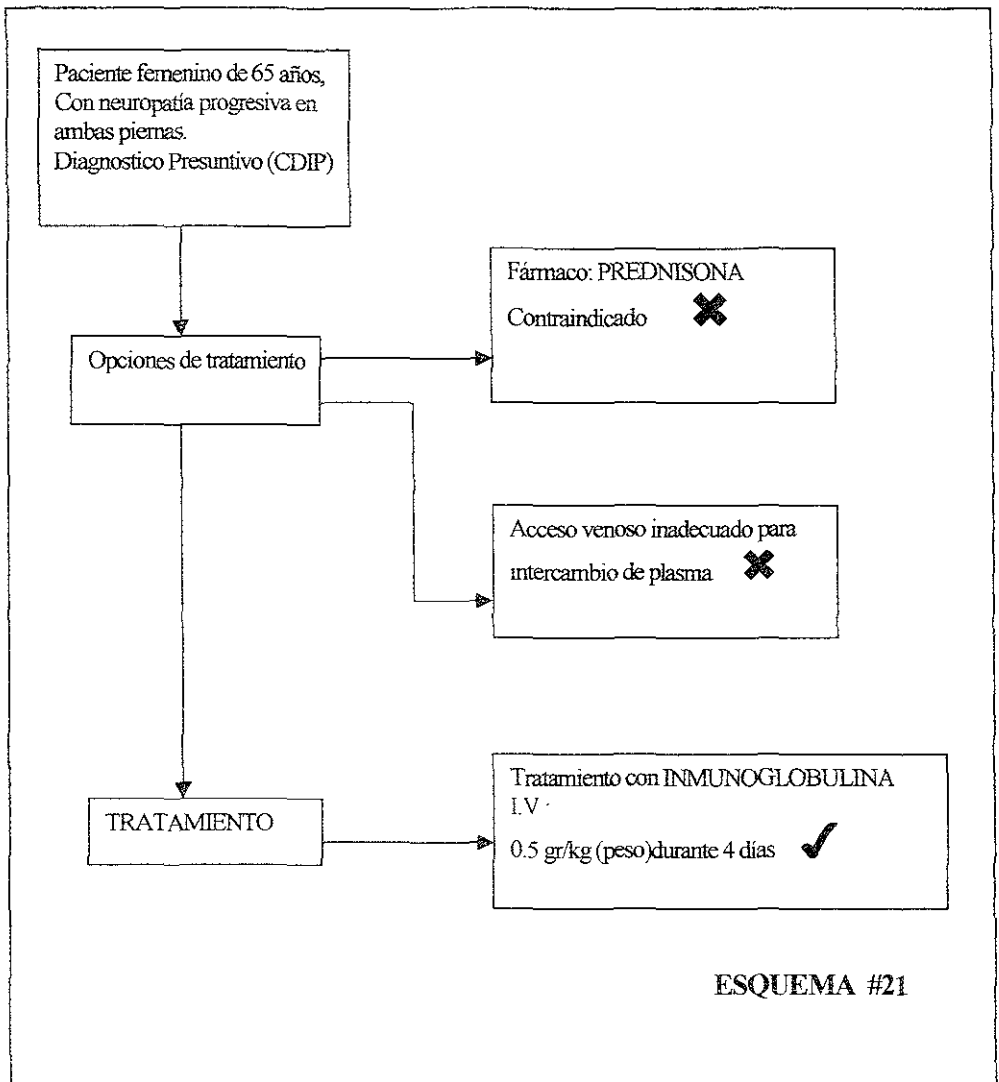 Paciente femenino de 65 años,
Con neuropatía progresiva en
ambas piernas.
Diagnostico Presuntivo (CDIP)
Fármaco: PREDNISONA
Contraindicado
Opciones de tratamiento
Acceso venoso inadecuado para
intercambio de plasma
Tratamiento con INMUNOGLOBULINA
I.V
TRATAMIENTO
0.5 gr/kg (peso)durante 4 días
ESQUEMA #21